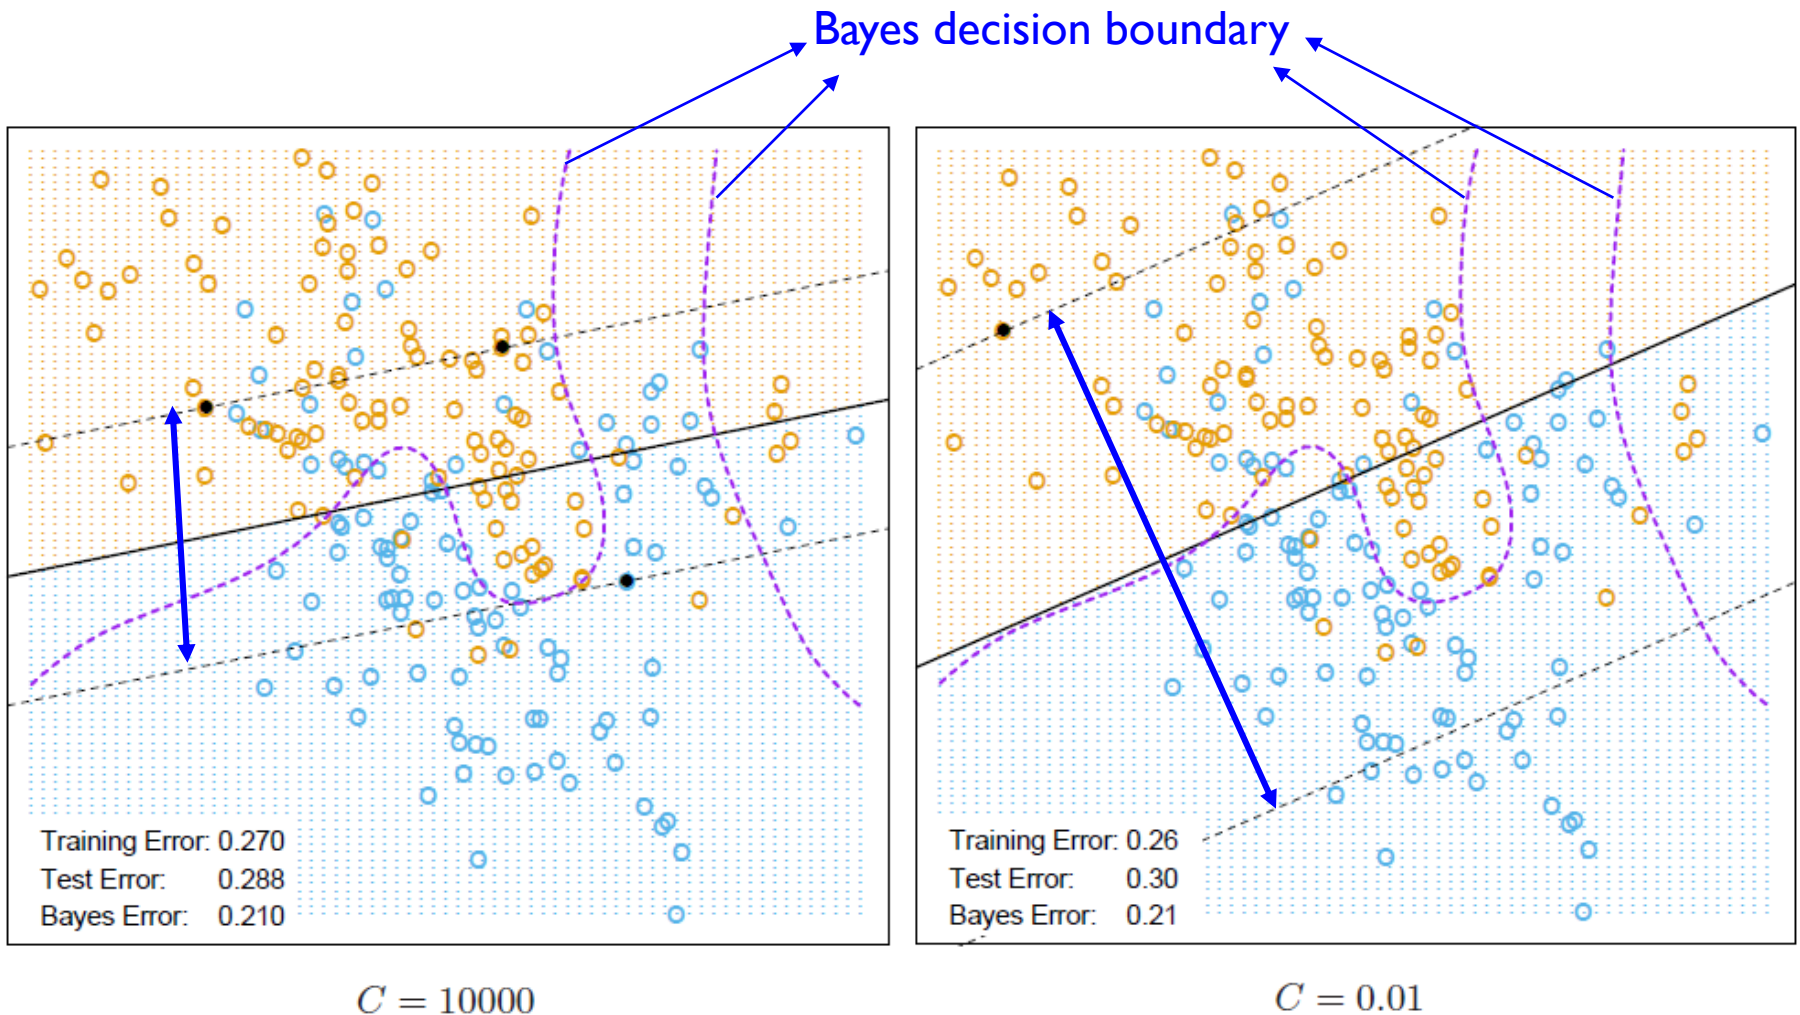 Bayes decision boundary
Training Error: 0.270
Test Error: 0.288
Bayes Error: 0.210
Training Error: 0.26
Test Error: 0.30
Bayes Error: 0.21
C = 10000
C = 0.01